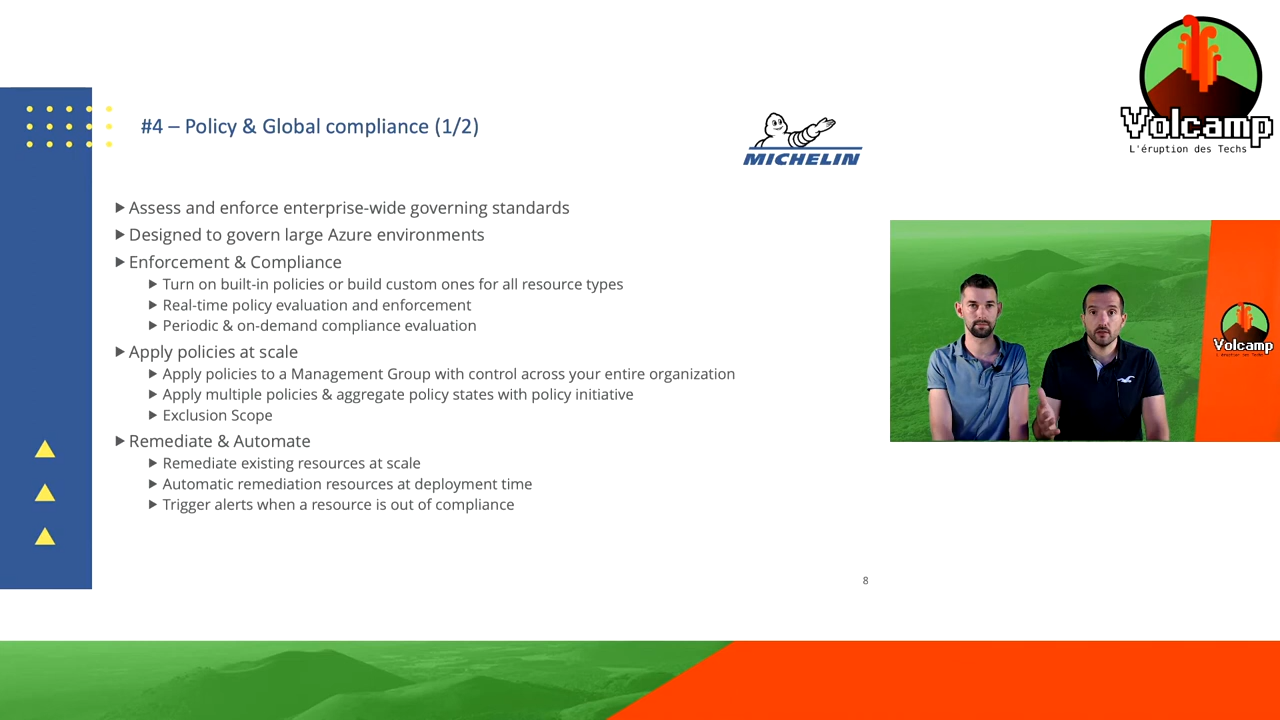 #4 – Policy & Global compliance (1/2)
MICHELIN
Volcamp
L'éruption des Techs
Assess and enforce enterprise-wide governing standards
Designed to govern large Azure environments
Enforcement & Compliance
Turn on built-in policies or build custom ones for all resource types
Real-time policy evaluation and enforcement
Periodic & on-demand compliance evaluation
Apply policies at scale
Apply policies to a Management Group with control across your entire organization
Apply multiple policies & aggregate policy states with policy initiative
Exclusion Scope
Remediate & Automate
Remediate existing resources at scale
Automatic remediation resources at deployment time
Trigger alerts when a resource is out of compliance
8
Volcamp
L'éruption des Techs